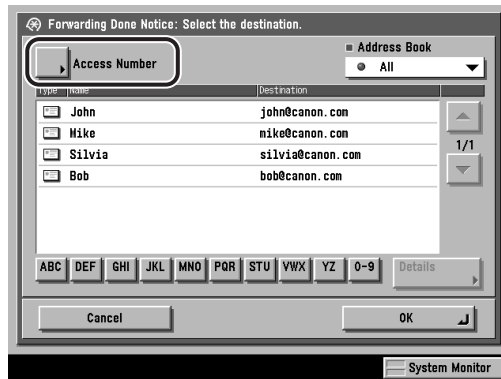 Forwarding Done Notice: Select the destination.
Access Number
Address Book
All
Type Name Destination
John john@canon.com
Mike mike@canon.com
Silvia silvia@canon.com
Bob bob@canon.com
1/1
ABC DEF GHI JKL MNO PQR STU VWX YZ 0-9 Details
Cancel OK
System Monitor